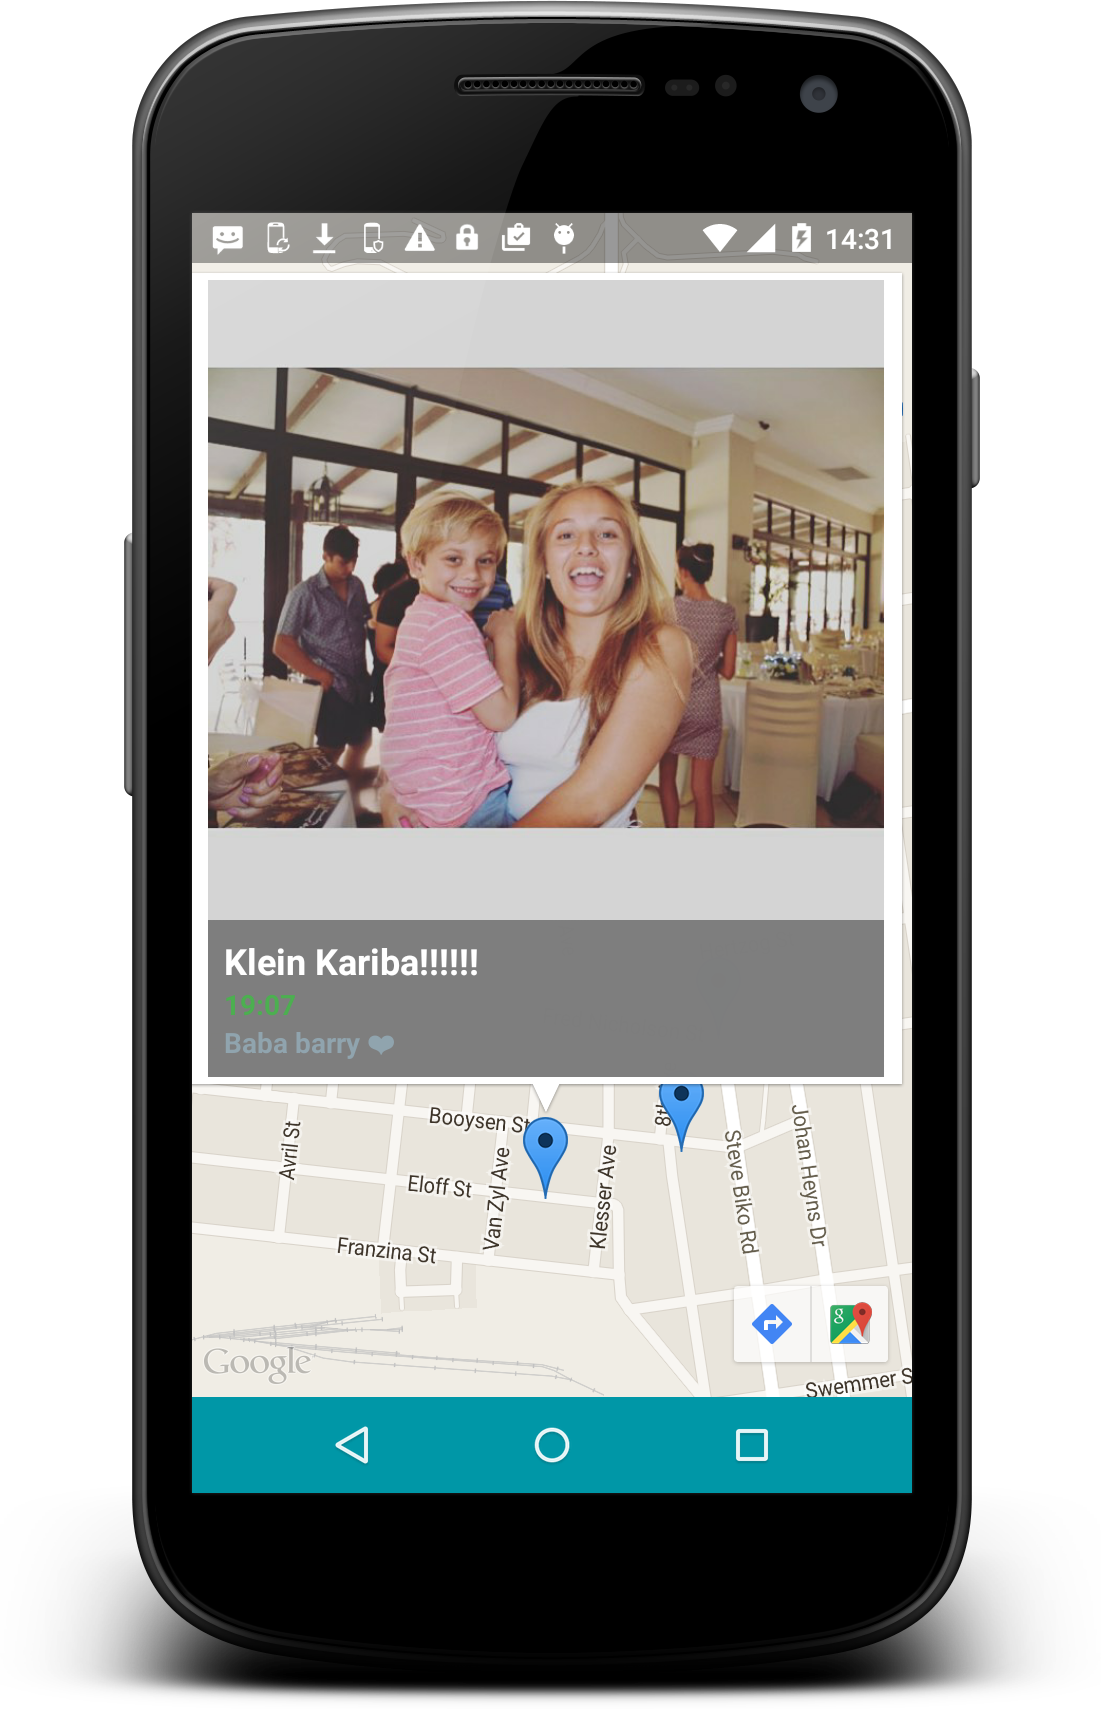 14:31
Klein Kariba!!!!!!
19:07
Baba barry ❤
Booysen St
8th
Avril St
Eloff St
Van Zyl Ave
Klesser Ave
Steve Biko Rd
Johan Heyns Dr
Franzina St
g
Google
Swemmer S